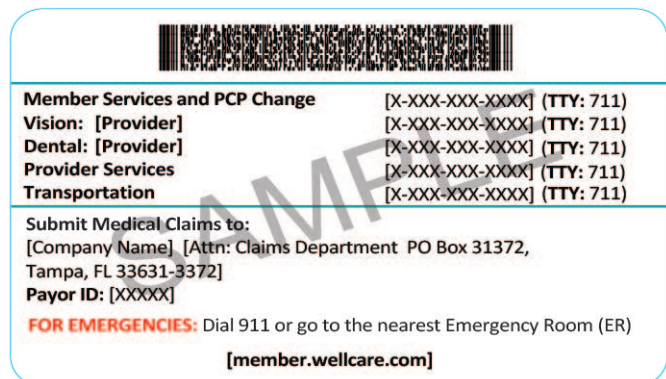 Member Services and PCP Change [X-XXX-XXX-XXXX] (TTY: 711)
Vision: [Provider] [X-XXX-XXX-XXXX] (TTY: 711)
Dental: [Provider] [X-XXX-XXX-XXXX] (TTY: 711)
Provider Services [X-XXX-XXX-XXXX] (TTY: 711)
Transportation [X-XXX-XXX-XXXX] (TTY: 711)
SAMPLE
Submit Medical Claims to:
[Company Name] [Attn: Claims Department PO Box 31372,
Tampa, FL 33631-3372]
Payor ID: [XXXXX]
FOR EMERGENCIES: Dial 911 or go to the nearest Emergency Room (ER)
[member.wellcare.com]